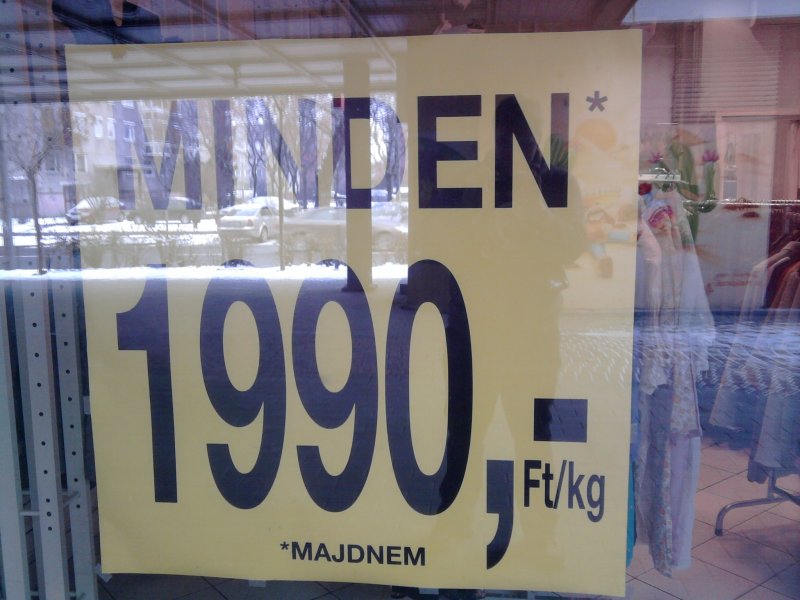 MINDEN*
1990,-
Ft/kg
*MAJDNEM